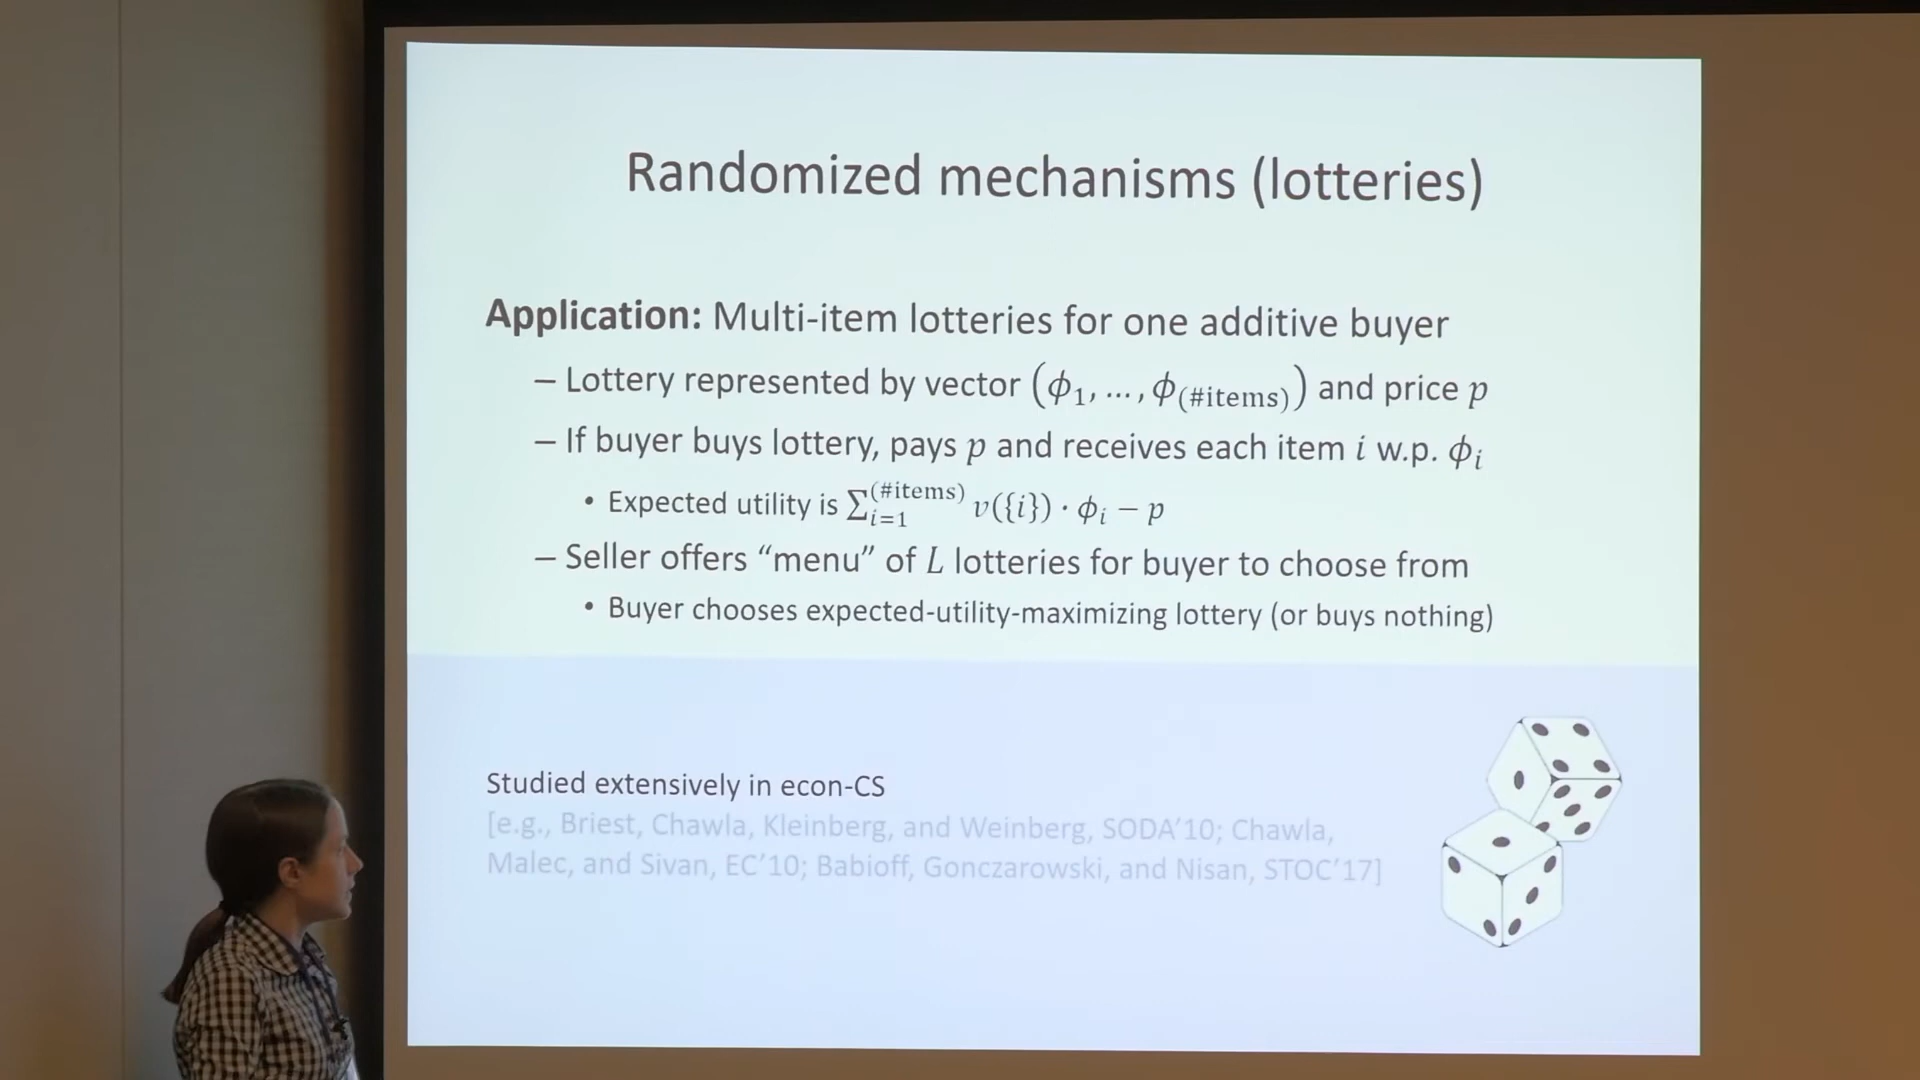 Randomized mechanisms (lotteries)
Application: Multi-item lotteries for one additive buyer
– Lottery represented by vector (ϕ₁, …, ϕ₍#items₎) and price p
– If buyer buys lottery, pays p and receives each item i w.p. ϕᵢ
• Expected utility is ∑ᵢ₌₁^(#items) v({i}) · ϕᵢ − p
– Seller offers “menu” of L lotteries for buyer to choose from
• Buyer chooses expected-utility-maximizing lottery (or buys nothing)
Studied extensively in econ-CS
[e.g., Briest, Chawla, Kleinberg, and Weinberg, SODA’10; Chawla,
Malec, and Sivan, EC’10; Babioff, Gonczarowski, and Nisan, STOC’17]